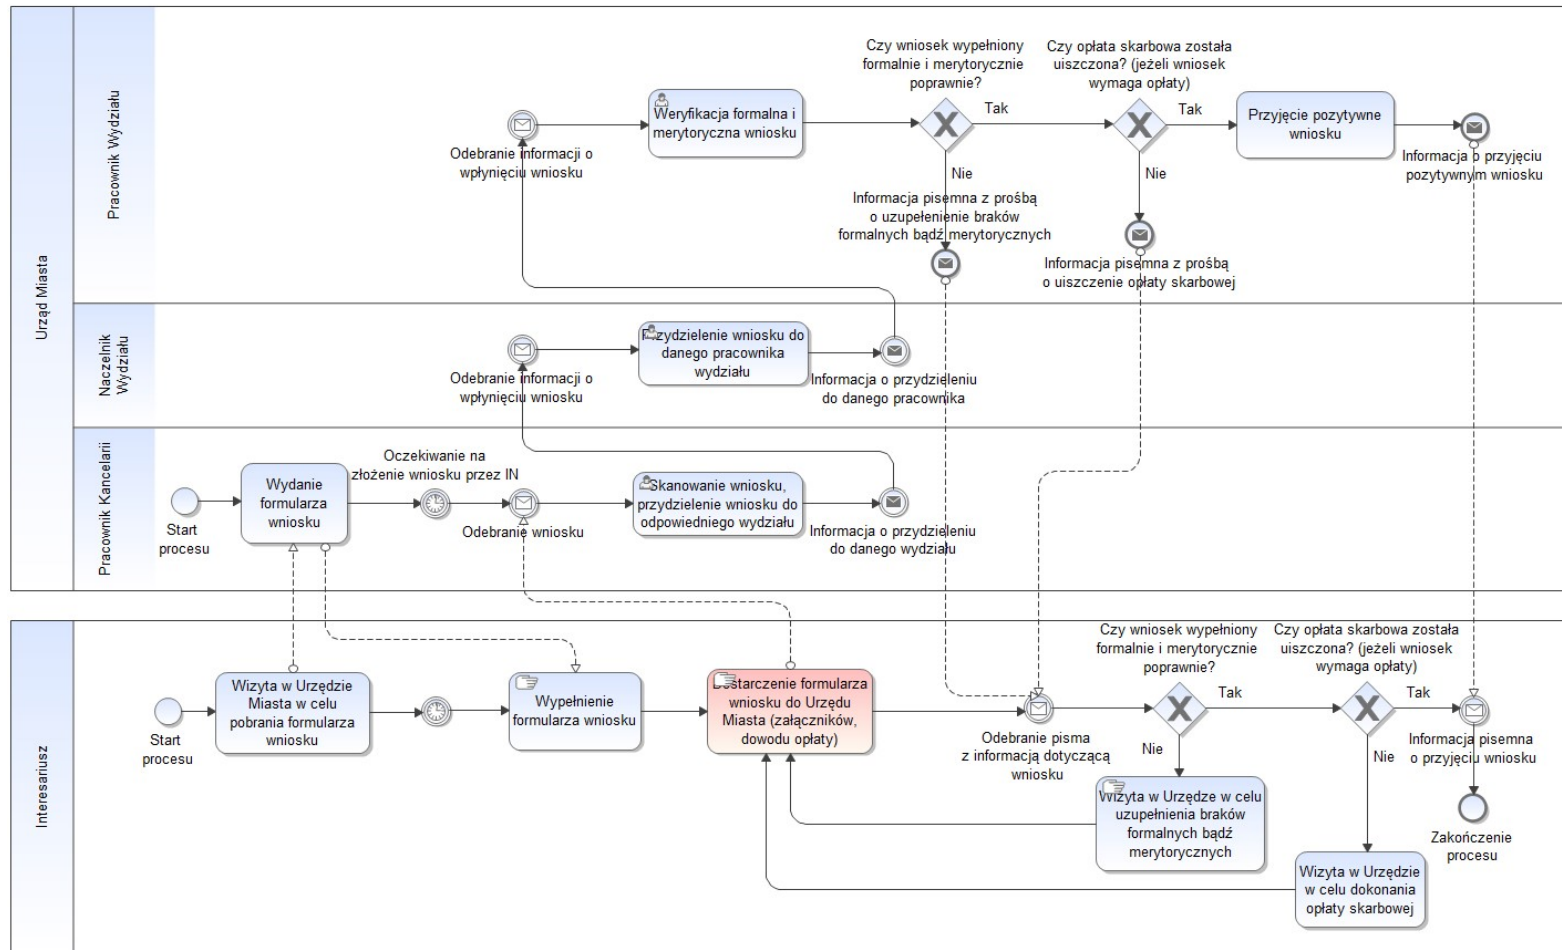 Urząd Miasta
Pracownik Wydziału
Czy wniosek wypełniony
formalnie i merytorycznie
poprawnie?
Czy opłata skarbowa została
uiszczona? (jeżeli wniosek
wymaga opłaty)
Weryfikacja formalna i
merytoryczna wniosku
Tak
Tak
Przyjęcie pozytywne
wniosku
Odebranie informacji o
wpłynięciu wniosku
Informacja o przyjęciu
pozytywnym wniosku
Nie
Nie
Informacja pisemna z prośbą
o uzupełenienie braków
formalnych bądź merytorycznych
Informacja pisemna z prośbą
o uiszczenie opłaty skarbowej
Naczelnik
Wydziału
Przydzielenie wniosku do
danego pracownika
wydziału
Odebranie informacji o
wpłynięciu wniosku
Informacja o przydzieleniu
do danego pracownika
Pracownik Kancelarii
Start
procesu
Wydanie
formularza
wniosku
Oczekiwanie na
złożenie wniosku przez IN
Odebranie wniosku
Skanowanie wniosku,
przydzielenie wniosku do
odpowiedniego wydziału
Informacja o przydzieleniu
do danego wydziału
Interesariusz
Start
procesu
Wizyta w Urzędzie
Miasta w celu
pobrania formularza
wniosku
Wypełnienie
formularza wniosku
Dostarczenie formularza
wniosku do Urzędu
Miasta (załączników,
dowodu opłaty)
Odebranie pisma
z informacją dotyczącą
wniosku
Czy wniosek wypełniony
formalnie i merytorycznie
poprawnie?
Tak
Nie
Czy opłata skarbowa została
uiszczona? (jeżeli wniosek
wymaga opłaty)
Tak
Nie
Informacja pisemna
o przyjęciu wniosku
Wizyta w Urzędze w celu
uzupełnienia braków
formalnych bądź
merytorycznych
Wizyta w Urzędzie
w celu dokonania
opłaty skarbowej
Zakończenie
procesu